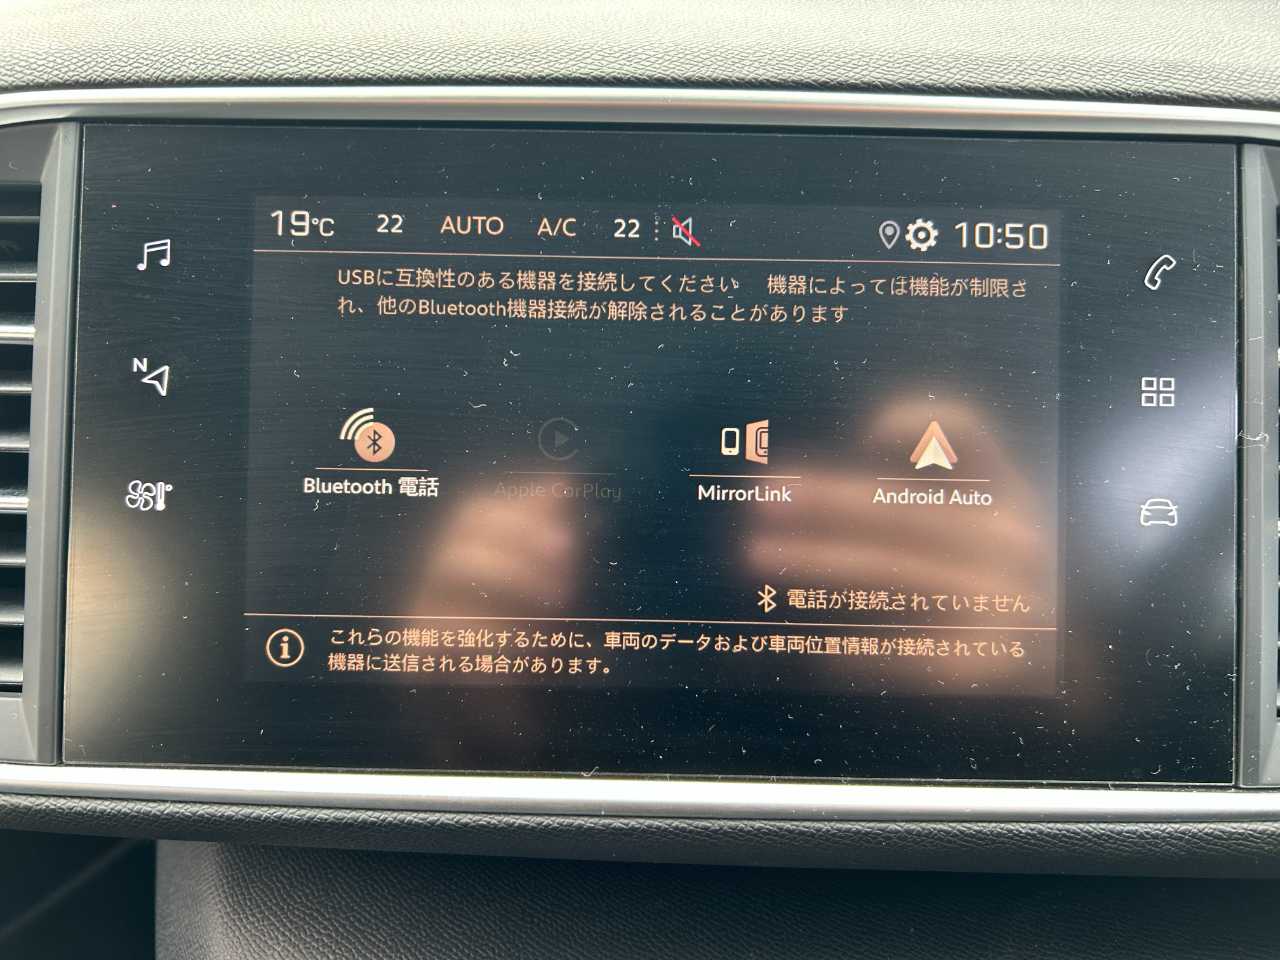 19°C 22 AUTO A/C 22 10:50
USBに互換性のある機器を接続してください。 機器によっては機能が制限さ
れ、他のBluetooth機器接続が解除されることがあります
N
Bluetooth 電話 Apple CarPlay MirrorLink Android Auto
電話が接続されていません
これらの機能を強化するために、車両のデータおよび車両位置情報が接続されている
機器に送信される場合があります。